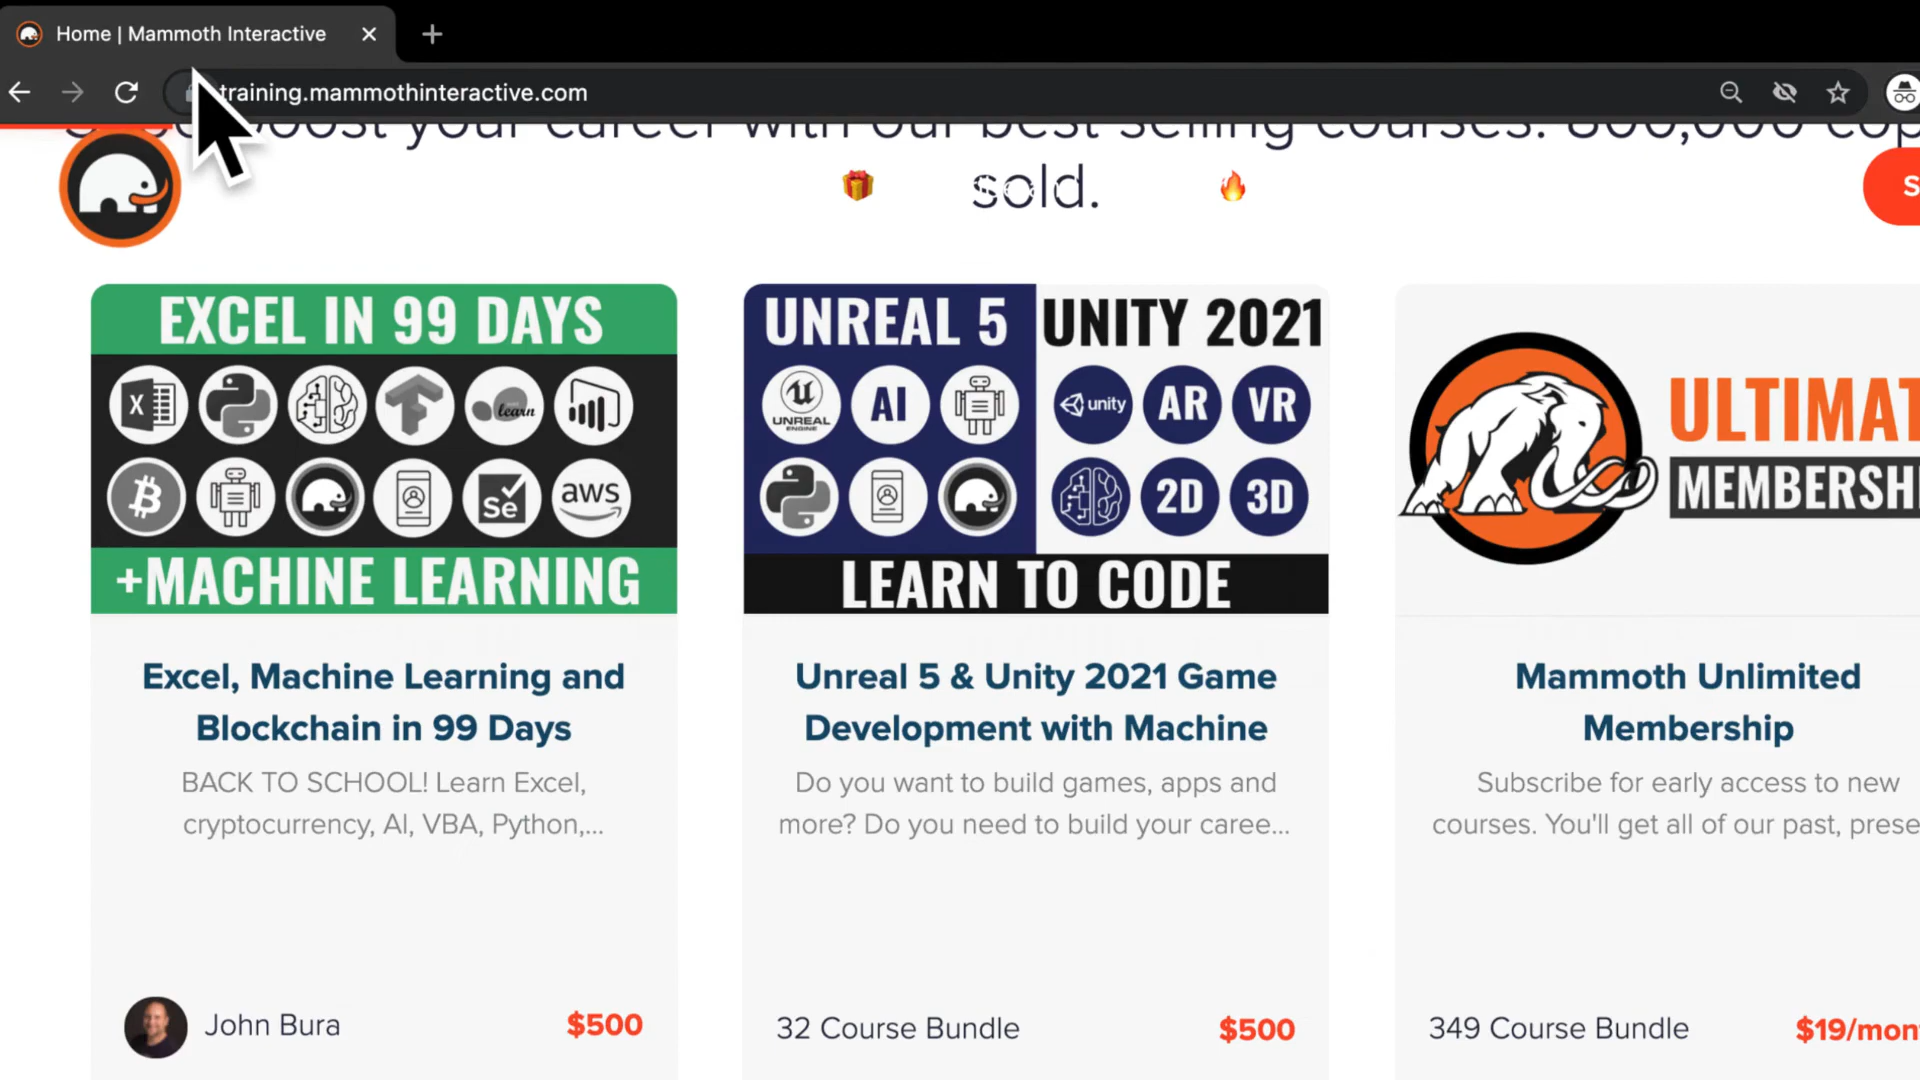 Home | Mammoth Interactive
training.mammothinteractive.com
boost your career with our best selling courses. 800,000
sold.
EXCEL IN 99 DAYS
X
learn
B
Se
aws
+MACHINE LEARNING
UNREAL 5
UNITY 2021
UNREAL
ENGINE
AI
unity
AR
VR
2D
3D
LEARN TO CODE
ULTIMAT
MEMBERSHI
Excel, Machine Learning and
Blockchain in 99 Days
BACK TO SCHOOL! Learn Excel,
cryptocurrency, AI, VBA, Python,...
John Bura
$500
Unreal 5 & Unity 2021 Game
Development with Machine
Do you want to build games, apps and
more? Do you need to build your caree...
32 Course Bundle
$500
Mammoth Unlimited
Membership
Subscribe for early access to new
courses. You'll get all of our past, prese
349 Course Bundle
$19/mon